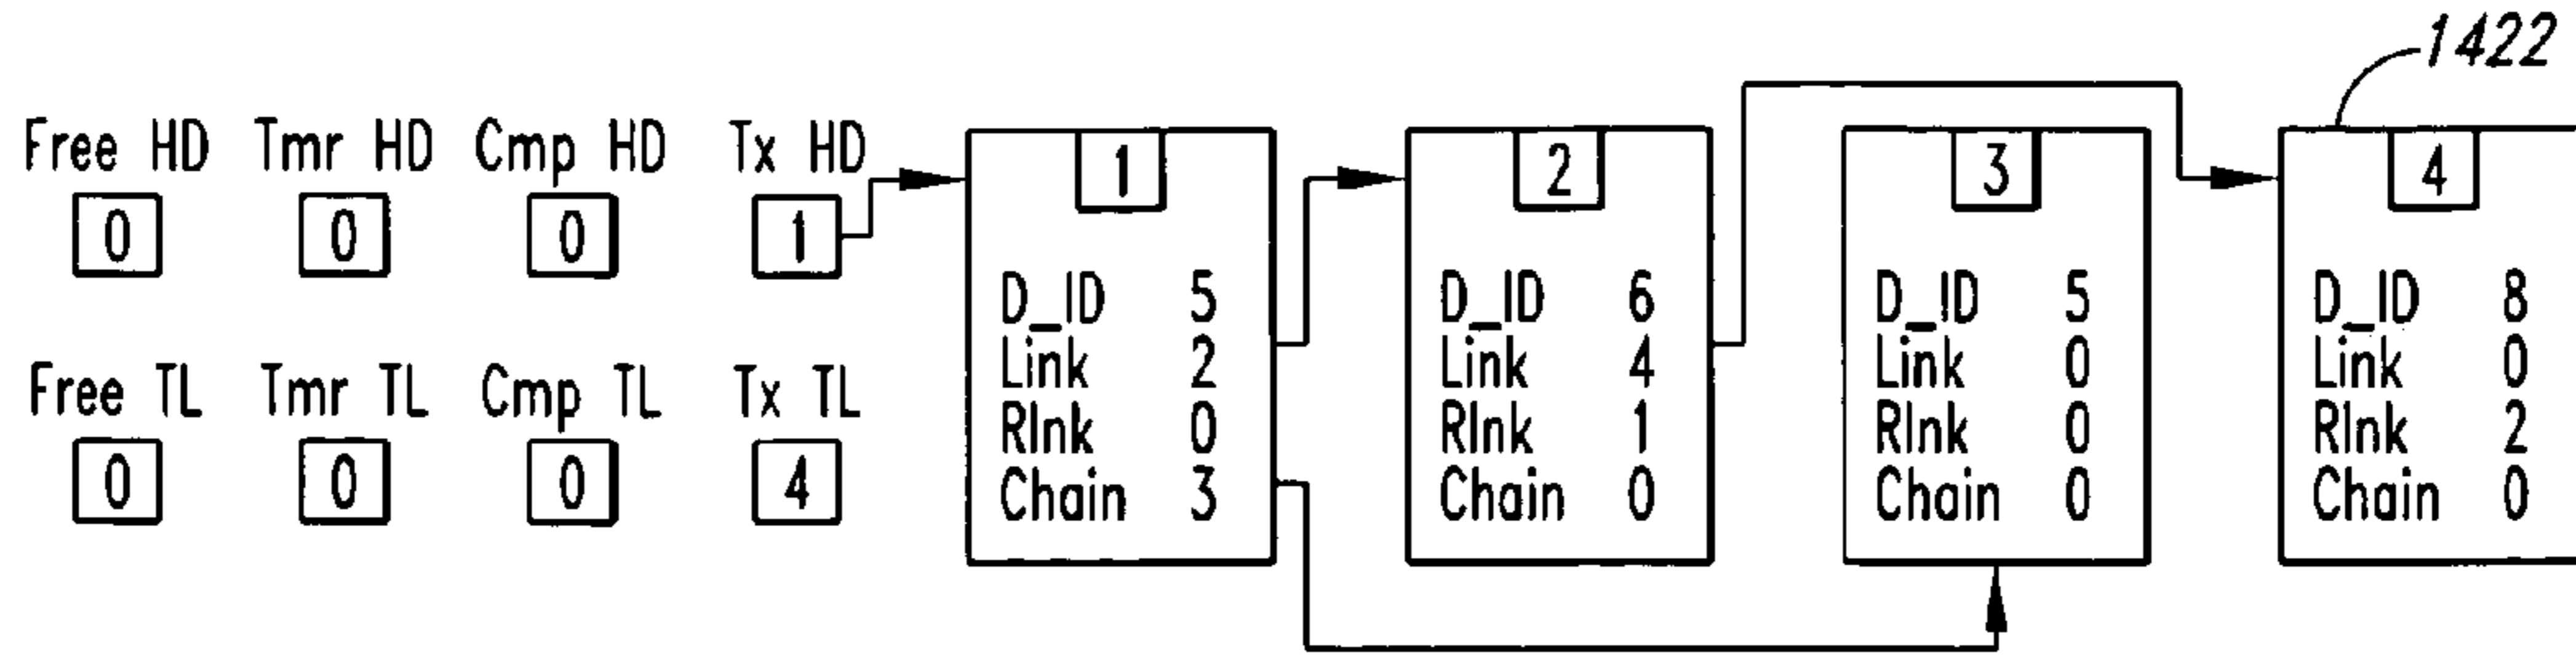 1422
Free HD Tmr HD Cmp HD Tx HD
0 0 0 1
Free TL Tmr TL Cmp TL Tx TL
0 0 0 4
1
D_ID 5
Link 2
Rlnk 0
Chain 3
2
D_ID 6
Link 4
Rlnk 1
Chain 0
3
D_ID 5
Link 0
Rlnk 0
Chain 0
4
D_ID 8
Link 0
Rlnk 2
Chain 0